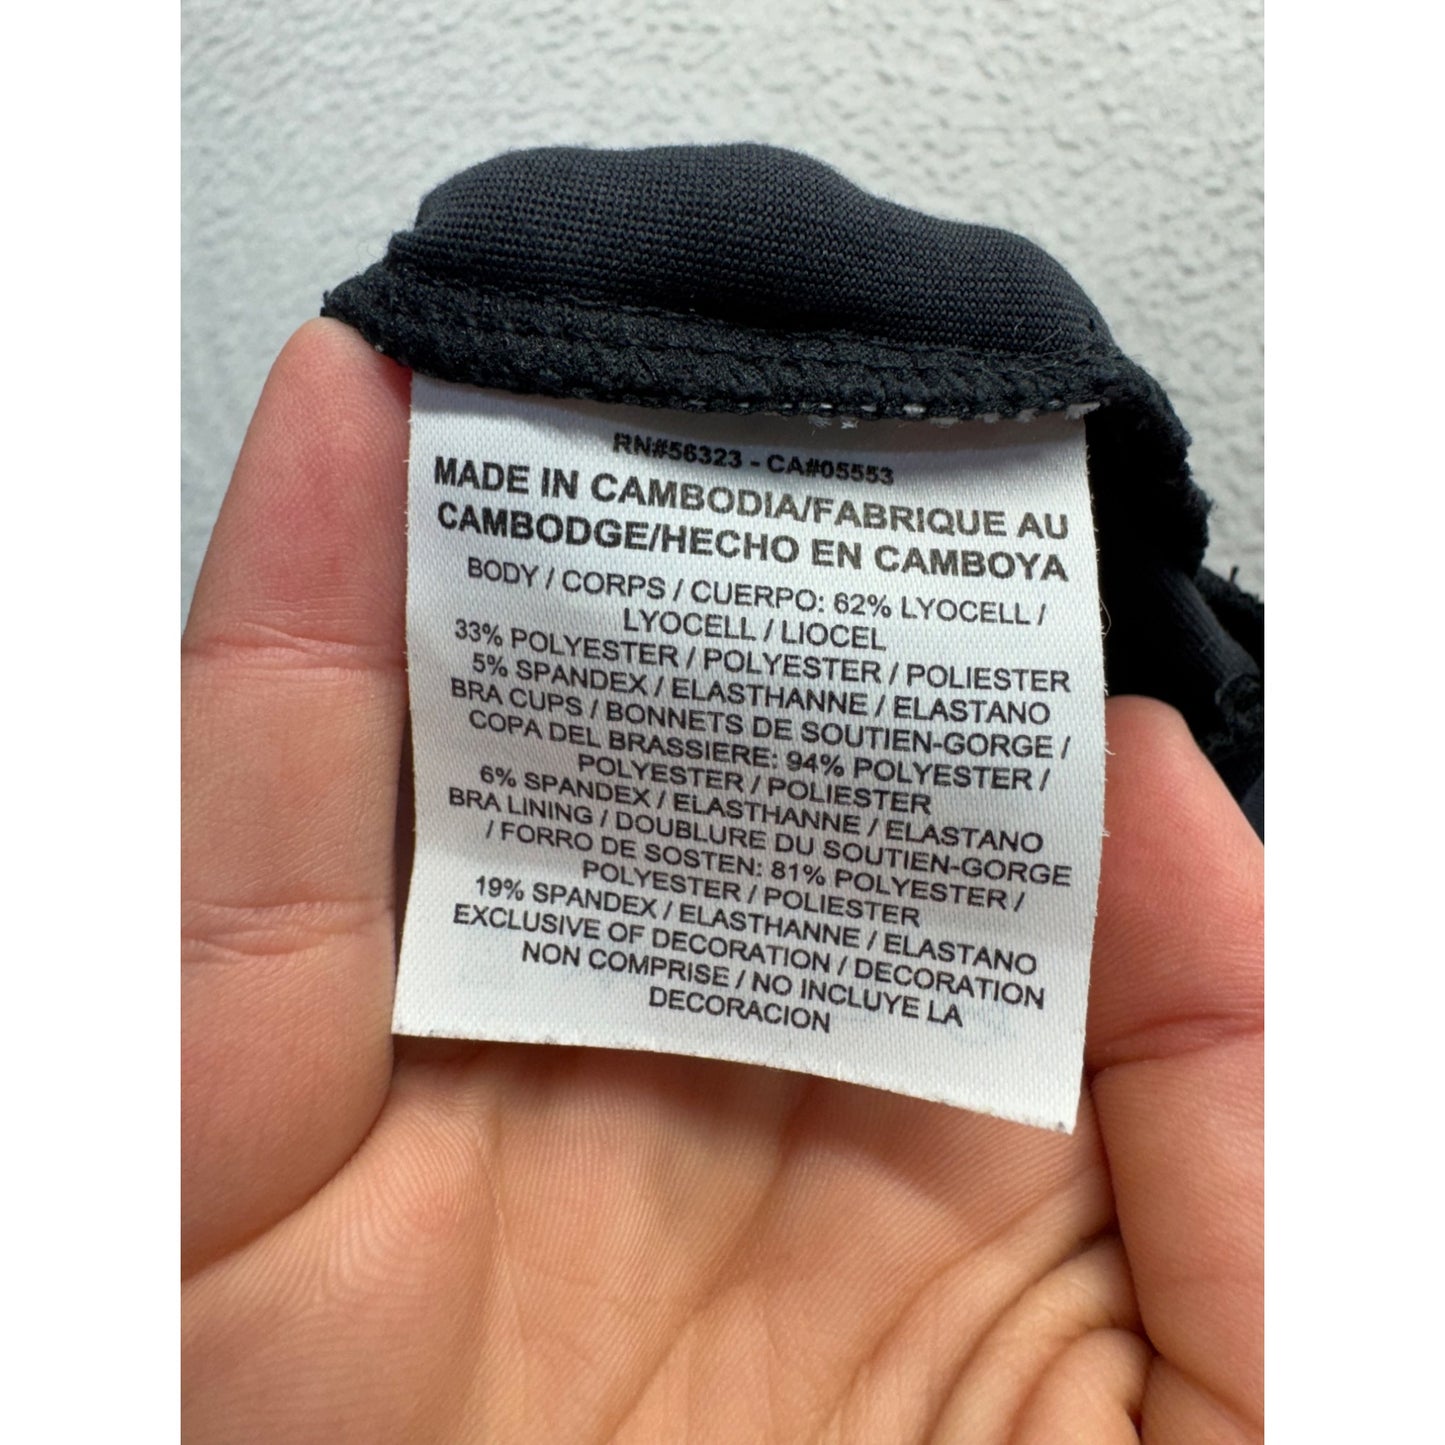 RN#56323 - CA#05553
MADE IN CAMBODIA/FABRIQUE AU
CAMBODGE/HECHO EN CAMBOYA
BODY / CORPS / CUERPO: 62% LYOCELL /
LYOCELL / LIOCEL
33% POLYESTER / POLYESTER / POLIESTER
5% SPANDEX / ELASTHANNE / ELASTANO
BRA CUPS / BONNETS DE SOUTIEN-GORGE /
COPA DEL BRASSIERE: 94% POLYESTER /
POLYESTER / POLIESTER
6% SPANDEX / ELASTHANNE / ELASTANO
BRA LINING / DOUBLURE DU SOUTIEN-GORGE
/ FORRO DE SOSTEN: 81% POLYESTER /
POLYESTER / POLIESTER
19% SPANDEX / ELASTHANNE / ELASTANO
EXCLUSIVE OF DECORATION / DECORATION
NON COMPRISE / NO INCLUYE LA
DECORACION